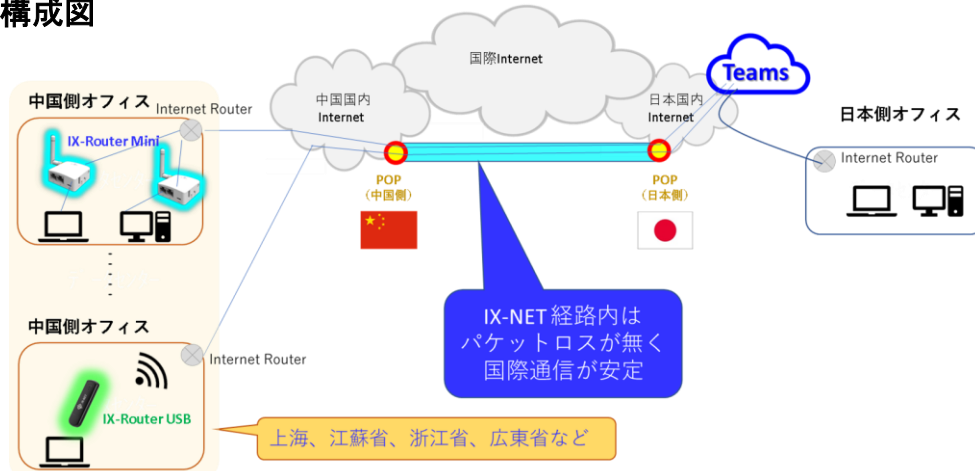 構成図
国際Internet
Teams
中国国内
Internet
日本国内
Internet
中国側オフィス
Internet Router
IX-Router Mini
日本側オフィス
Internet Router
POP
(中国側)
POP
(日本側)
IX-NET 経路内は
パケットロスが無く
国際通信が安定
中国側オフィス
Internet Router
IX-Router USB
上海、江蘇省、浙江省、広東省など